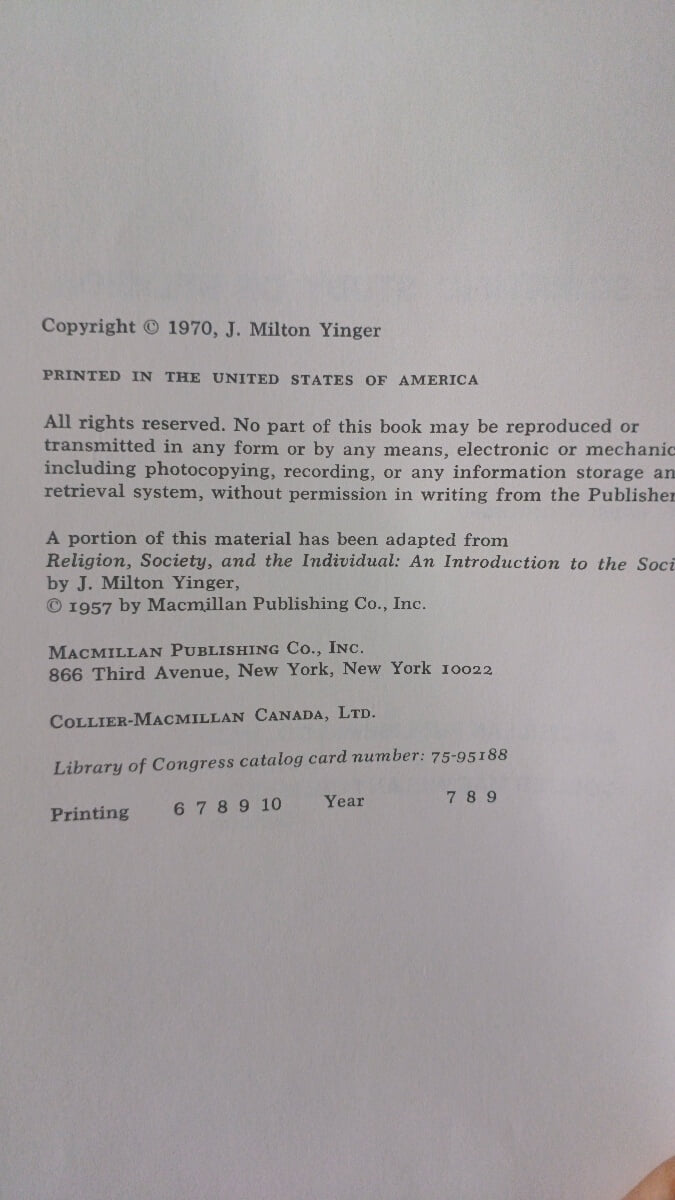 Copyright © 1970, J. Milton Yinger
PRINTED IN THE UNITED STATES OF AMERICA
All rights reserved. No part of this book may be reproduced or
transmitted in any form or by any means, electronic or mechanic
including photocopying, recording, or any information storage an
retrieval system, without permission in writing from the Publisher
A portion of this material has been adapted from
Religion, Society, and the Individual: An Introduction to the Soci
by J. Milton Yinger,
© 1957 by Macmillan Publishing Co., Inc.
MACMILLAN PUBLISHING CO., INC.
866 Third Avenue, New York, New York 10022
COLLIER-MACMILLAN CANADA, LTD.
Library of Congress catalog card number: 75-95188
Printing 6 7 8 9 10 Year 7 8 9